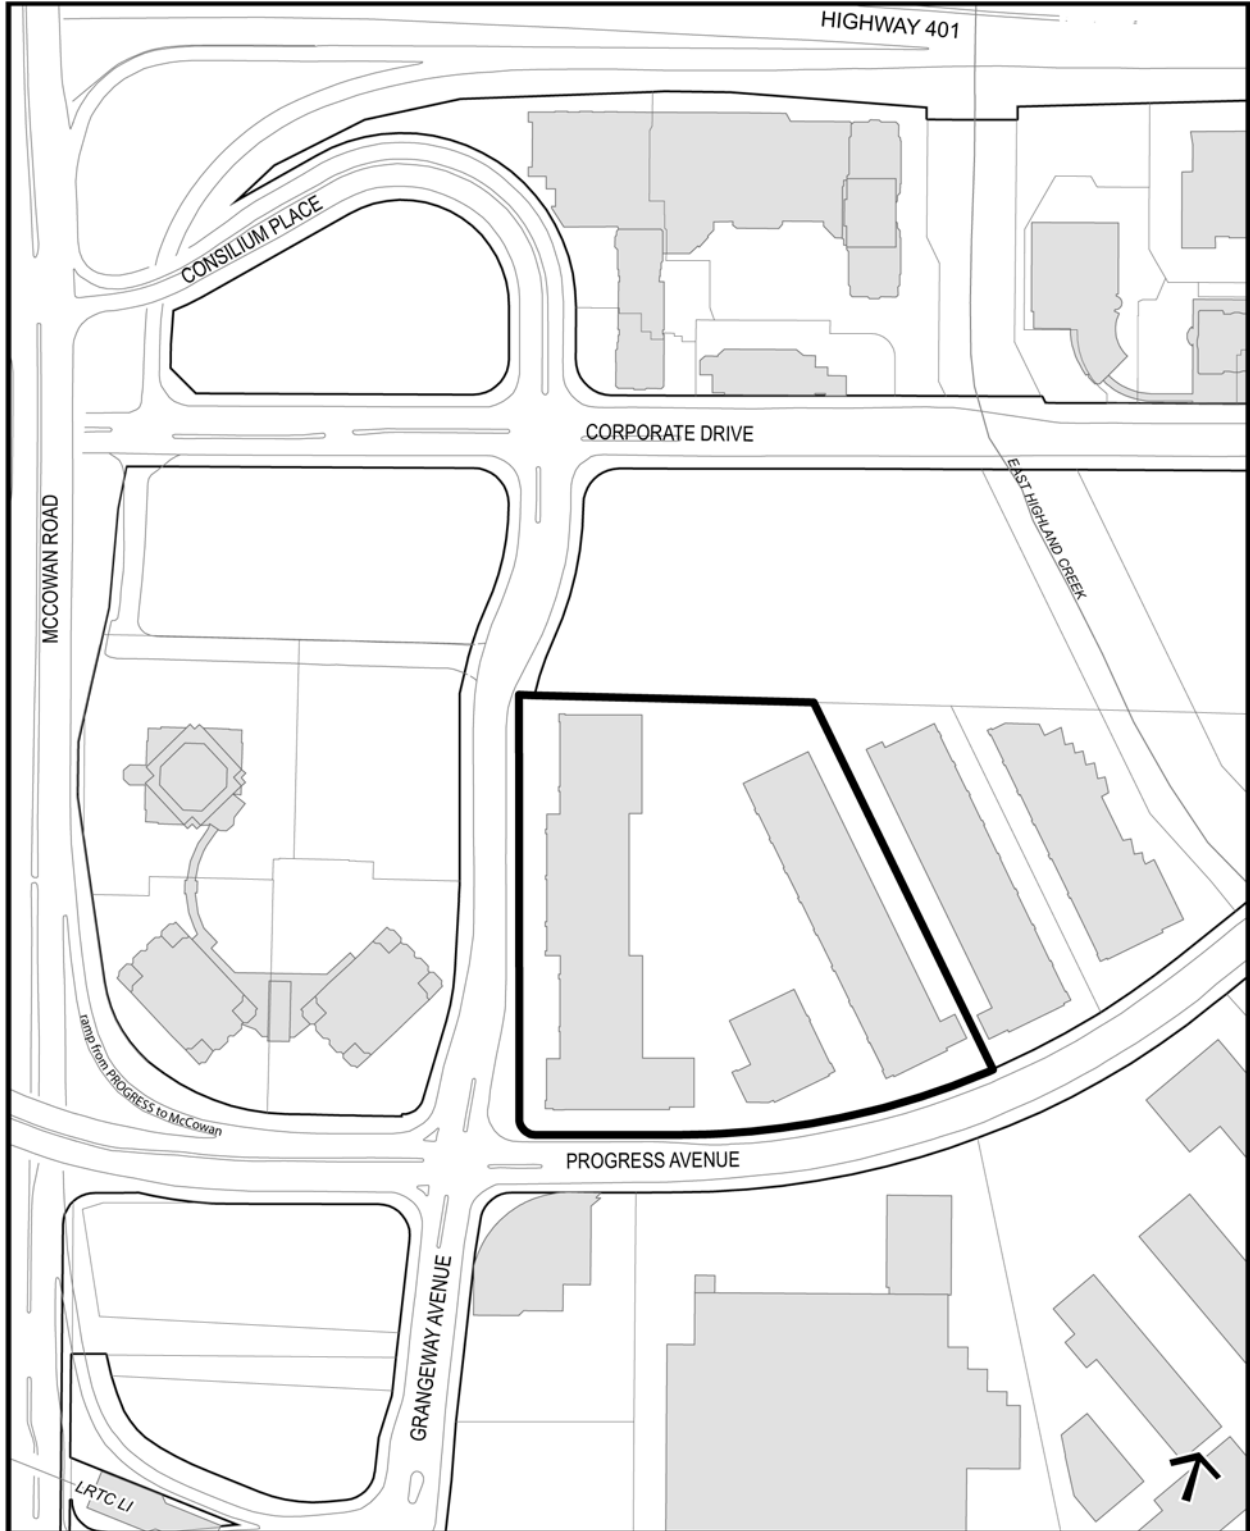 HIGHWAY 401
CONSILIUM PLACE
CORPORATE DRIVE
MCCOWAN ROAD
EAST HIGHLAND CREEK
ramp from PROGRESS to McCowan
PROGRESS AVENUE
GRANGEWAY AVENUE
LRTC LI